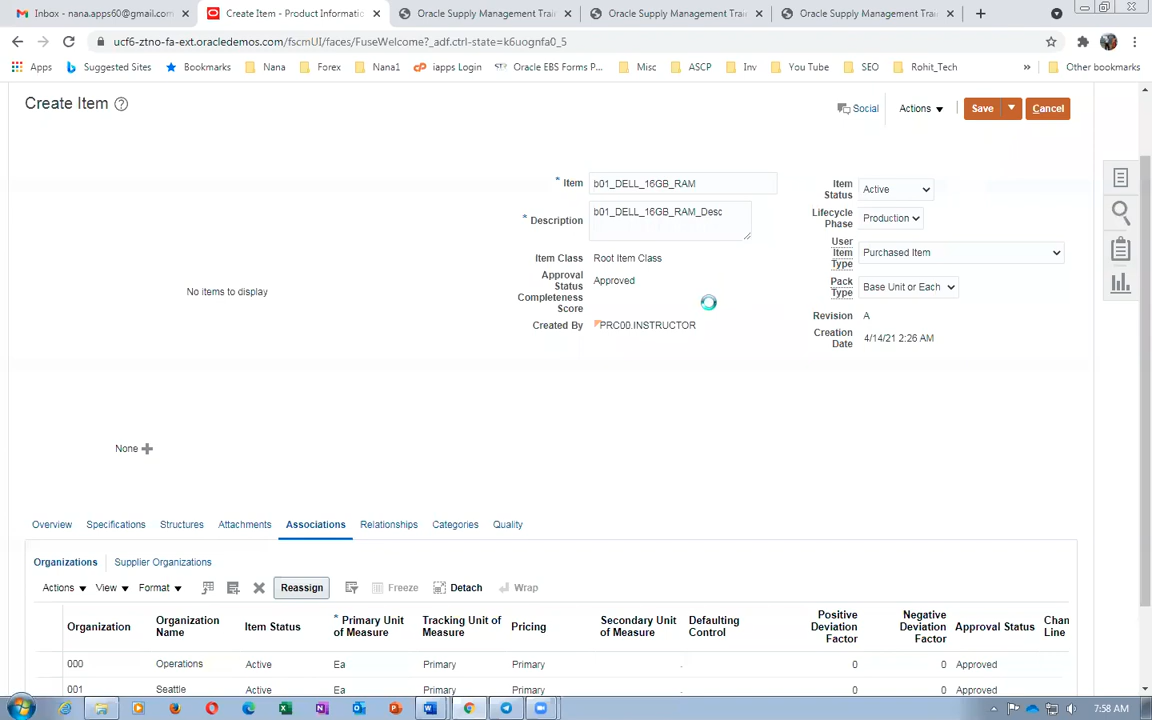 Inbox - nana.apps60@gmail.com
Create Item - Product Informatio
Oracle Supply Management Trai
Oracle Supply Management Trai
Oracle Supply Management Trai
ucf6-ztno-fa-ext.oracledemos.com/fscmUI/faces/FuseWelcome?_adf.ctrl-state=k6uognfa0_5
Apps
Suggested Sites
Bookmarks
Nana
Forex
Nana1
iapps Login
Oracle EBS Forms P...
Misc
ASCP
Inv
You Tube
SEO
Rohit_Tech
»
Other bookmarks
Create Item
Social
Actions
Save
Cancel
* Item b01_DELL_16GB_RAM
* Description b01_DELL_16GB_RAM_Desc
Item Class Root Item Class
Approval Status Approved
Completeness Score
Created By PRC00.INSTRUCTOR
Item Status Active
Lifecycle Phase Production
User Item Type Purchased Item
Pack Type Base Unit or Each
Revision A
Creation Date 4/14/21 2:26 AM
No items to display
None
Overview Specifications Structures Attachments Associations Relationships Categories Quality
Organizations Supplier Organizations
Actions View Format Reassign Freeze Detach Wrap
Organization Organization Name Item Status * Primary Unit of Measure Tracking Unit of Measure Pricing Secondary Unit of Measure Defaulting Control Positive Deviation Factor Negative Deviation Factor Approval Status Chan Line
000 Operations Active Ea Primary Primary 0 0 Approved
001 Seattle Active Ea Primary Primary 0 0 Approved
7:58 AM